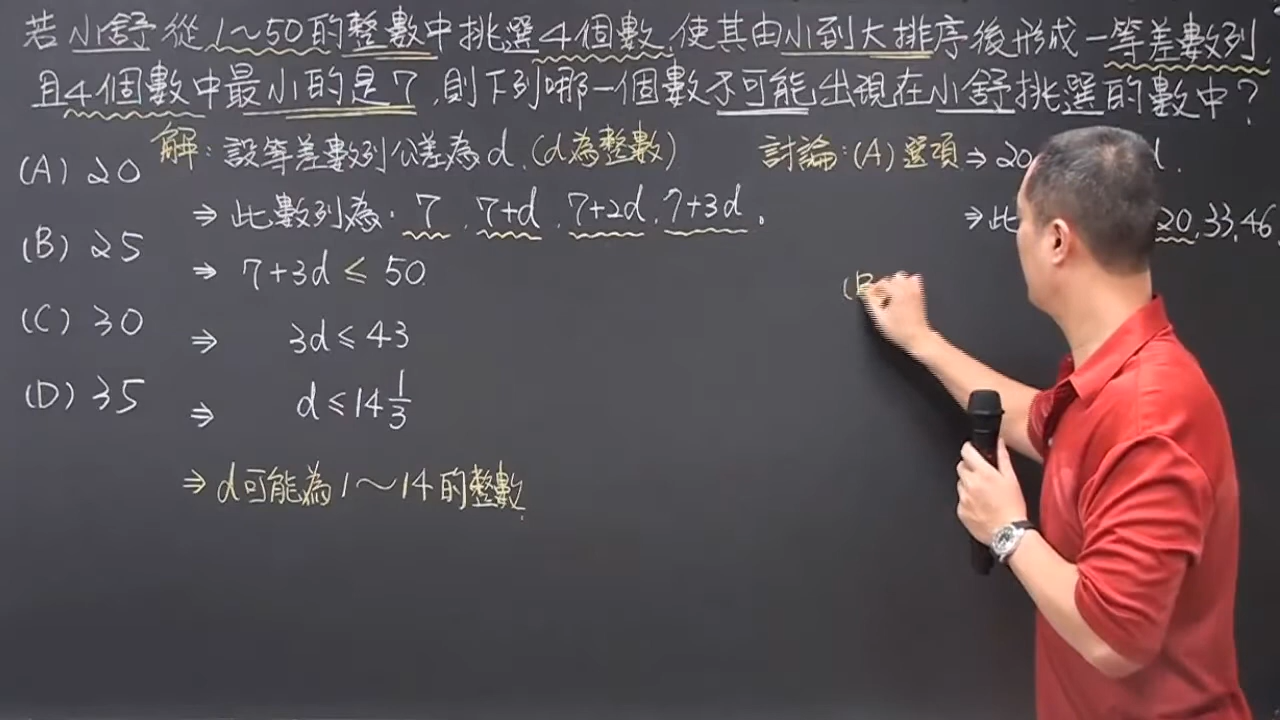 若小舒從1～50的整數中挑選4個數,使其由小到大排序後形成一等差數列,
且4個數中最小的是7,則下列哪一個數不可能出現在小舒挑選的數中?
(A) 20
(B) 25
(C) 30
(D) 35
解:設等差數列公差為d,(d為整數)
⇒此數列為:7,7+d,7+2d,7+3d。
⇒ 7+3d ≤ 50
⇒ 3d ≤ 43
⇒ d ≤ 14 1/3
⇒ d可能為1～14的整數
討論:(A)選項⇒20 d.
⇒此 20,33,46
(B